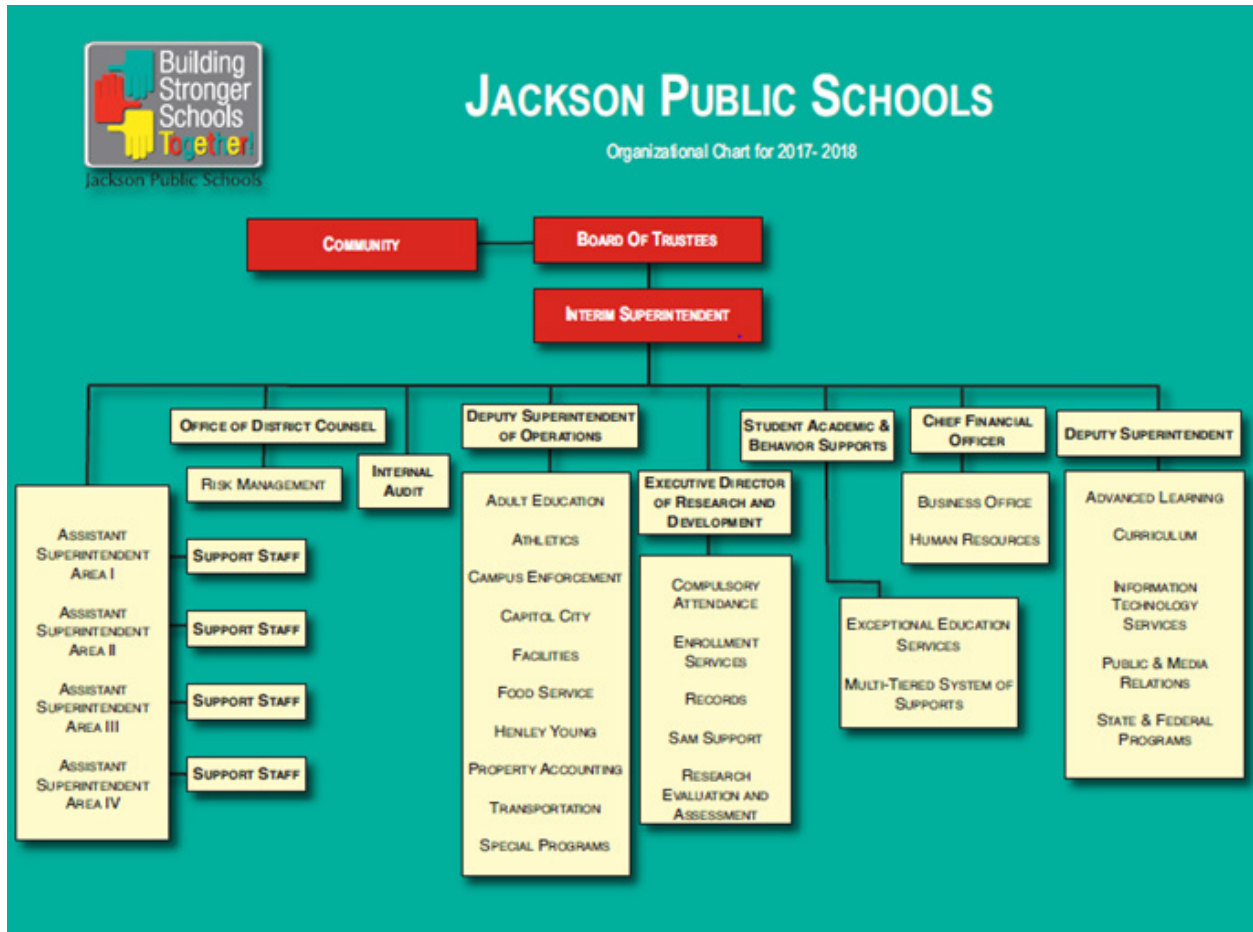 Building
Stronger
Schools
Together!
Jackson Public Schools
JACKSON PUBLIC SCHOOLS
Organizational Chart for 2017- 2018
COMMUNITY
BOARD OF TRUSTEES
INTERIM SUPERINTENDENT
OFFICE OF DISTRICT COUNSEL
RISK MANAGEMENT
INTERNAL
AUDIT
ASSISTANT
SUPERINTENDENT
AREA I
SUPPORT STAFF
ASSISTANT
SUPERINTENDENT
AREA II
SUPPORT STAFF
ASSISTANT
SUPERINTENDENT
AREA III
SUPPORT STAFF
ASSISTANT
SUPERINTENDENT
AREA IV
SUPPORT STAFF
DEPUTY SUPERINTENDENT
OF OPERATIONS
ADULT EDUCATION
ATHLETICS
CAMPUS ENFORCEMENT
CAPITOL CITY
FACILITIES
FOOD SERVICE
HENLEY YOUNG
PROPERTY ACCOUNTING
TRANSPORTATION
SPECIAL PROGRAMS
EXECUTIVE DIRECTOR
OF RESEARCH AND
DEVELOPMENT
COMPULSORY
ATTENDANCE
ENROLLMENT
SERVICES
RECORDS
SAM SUPPORT
RESEARCH
EVALUATION AND
ASSESSMENT
STUDENT ACADEMIC &
BEHAVIOR SUPPORTS
EXCEPTIONAL EDUCATION
SERVICES
MULTI-TIERED SYSTEM OF
SUPPORTS
CHIEF FINANCIAL
OFFICER
BUSINESS OFFICE
HUMAN RESOURCES
DEPUTY SUPERINTENDENT
ADVANCED LEARNING
CURRICULUM
INFORMATION
TECHNOLOGY
SERVICES
PUBLIC & MEDIA
RELATIONS
STATE & FEDERAL
PROGRAMS